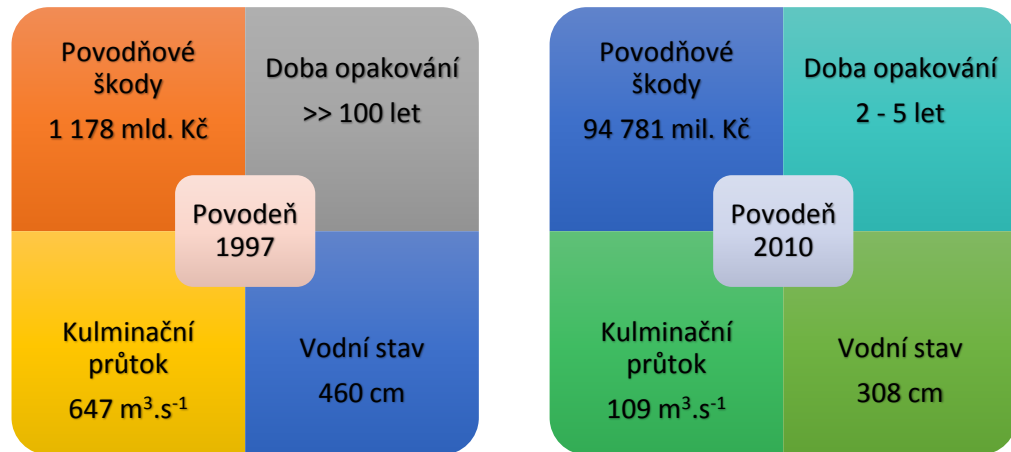 Povodňové
škody
1 178 mld. Kč
Doba opakování
>> 100 let
Povodeň
1997
Kulminační
průtok
647 m³.s⁻¹
Vodní stav
460 cm
Povodňové
škody
94 781 mil. Kč
Doba opakování
2 - 5 let
Povodeň
2010
Kulminační
průtok
109 m³.s⁻¹
Vodní stav
308 cm